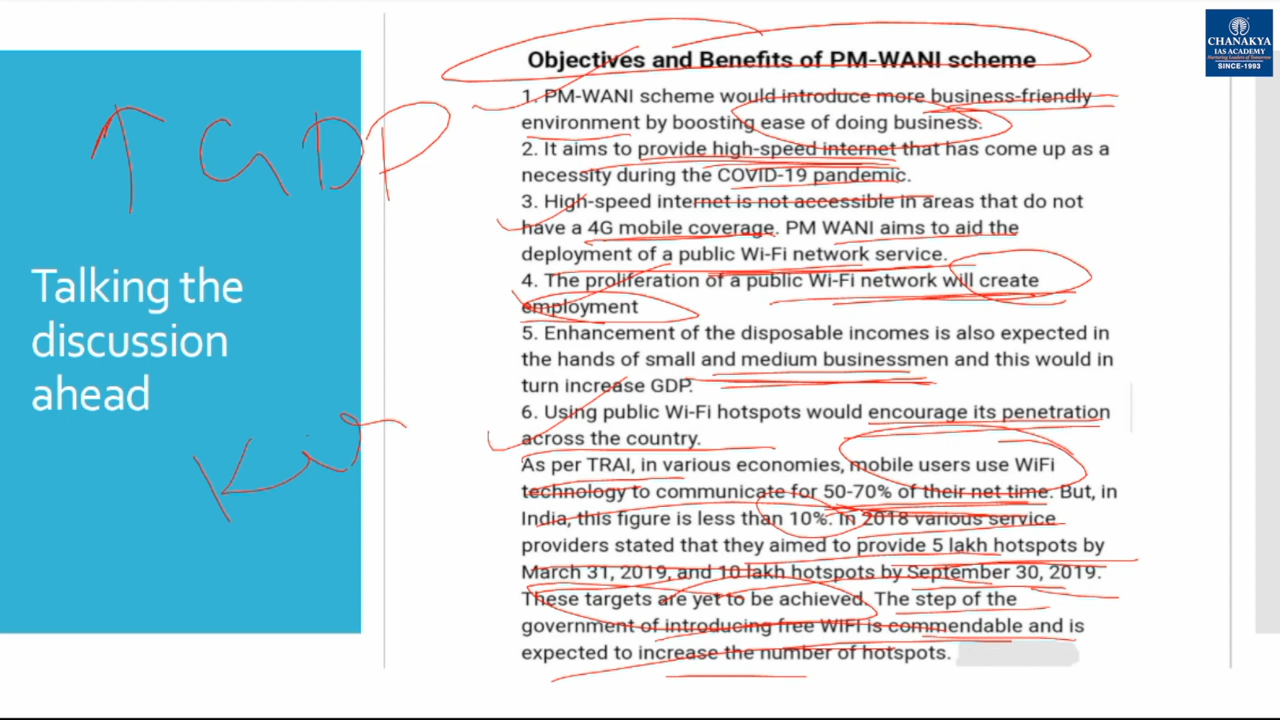 CHANAKYA
IAS ACADEMY
Nurturing Leaders of Tomorrow
SINCE-1993
↑ GDP
Talking the
discussion
ahead
Objectives and Benefits of PM-WANI scheme
1. PM-WANI scheme would introduce more business-friendly
environment by boosting ease of doing business.
2. It aims to provide high-speed internet that has come up as a
necessity during the COVID-19 pandemic.
3. High-speed internet is not accessible in areas that do not
have a 4G mobile coverage. PM WANI aims to aid the
deployment of a public Wi-Fi network service.
4. The proliferation of a public Wi-Fi network will create
employment
5. Enhancement of the disposable incomes is also expected in
the hands of small and medium businessmen and this would in
turn increase GDP.
6. Using public Wi-Fi hotspots would encourage its penetration
across the country.
As per TRAI, in various economies, mobile users use WiFi
technology to communicate for 50-70% of their net time. But, in
India, this figure is less than 10%. In 2018 various service
providers stated that they aimed to provide 5 lakh hotspots by
March 31, 2019, and 10 lakh hotspots by September 30, 2019.
These targets are yet to be achieved. The step of the
government of introducing free WIFI is commendable and is
expected to increase the number of hotspots.